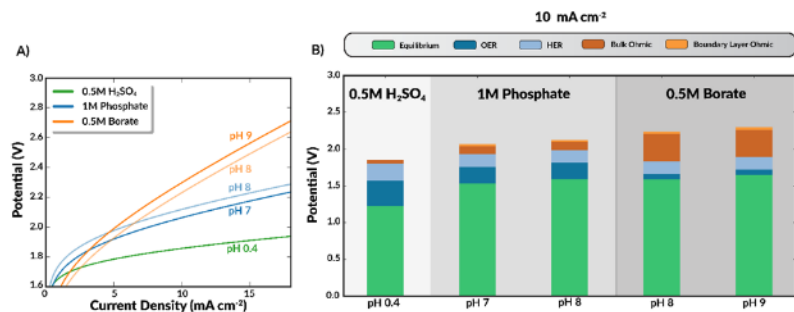 10 mA cm⁻²
A)
B)
Equilibrium OER HER Bulk Ohmic Boundary Layer Ohmic
Potential (V)
3.0
2.8
2.6
2.4
2.2
2.0
1.8
1.6
0.5M H₂SO₄
1M Phosphate
0.5M Borate
pH 9
pH 8
pH 8
pH 7
pH 0.4
0 5 10 15
Current Density (mA cm⁻²)
Potential (V)
3.0
2.5
2.0
1.5
1.0
0.5
0.0
0.5M H₂SO₄ 1M Phosphate 0.5M Borate
pH 0.4 pH 7 pH 8 pH 8 pH 9